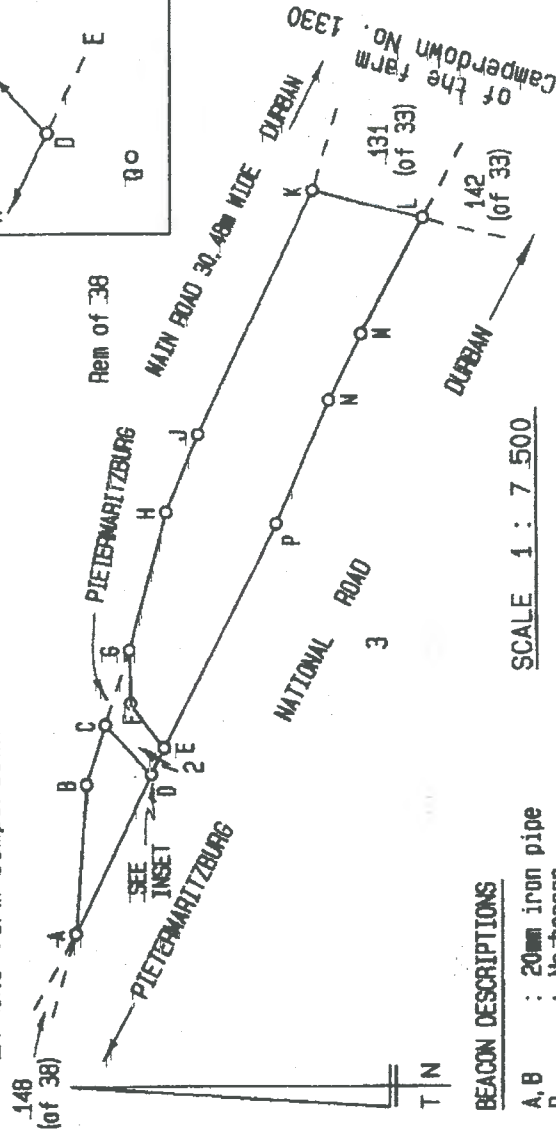 148
(of 38)
A
B
C
PIETERMARITZBURG
Rem of 38
D
E
SEE
INSET
D
E
2
F
G
H
J
MAIN ROAD 30,48m WIDE
DURBAN
K
of the farm
Camperdown No. 1330
131
(of 33)
142
(of 33)
L
M
N
P
PIETERMARITZBURG
NATIONAL ROAD
3
DURBAN
T N
SCALE 1 : 7 500
BEACON DESCRIPTIONS
A, B : 20mm iron pipe